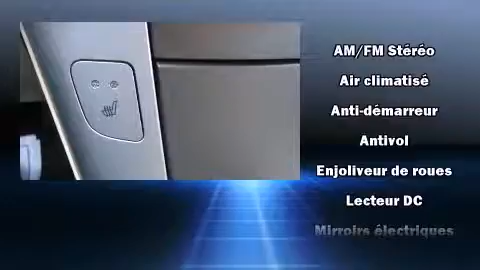 AM/FM Stéréo
Air climatisé
Anti-démarreur
Antivol
Enjoliveur de roues
Lecteur DC
Mirroirs électriques